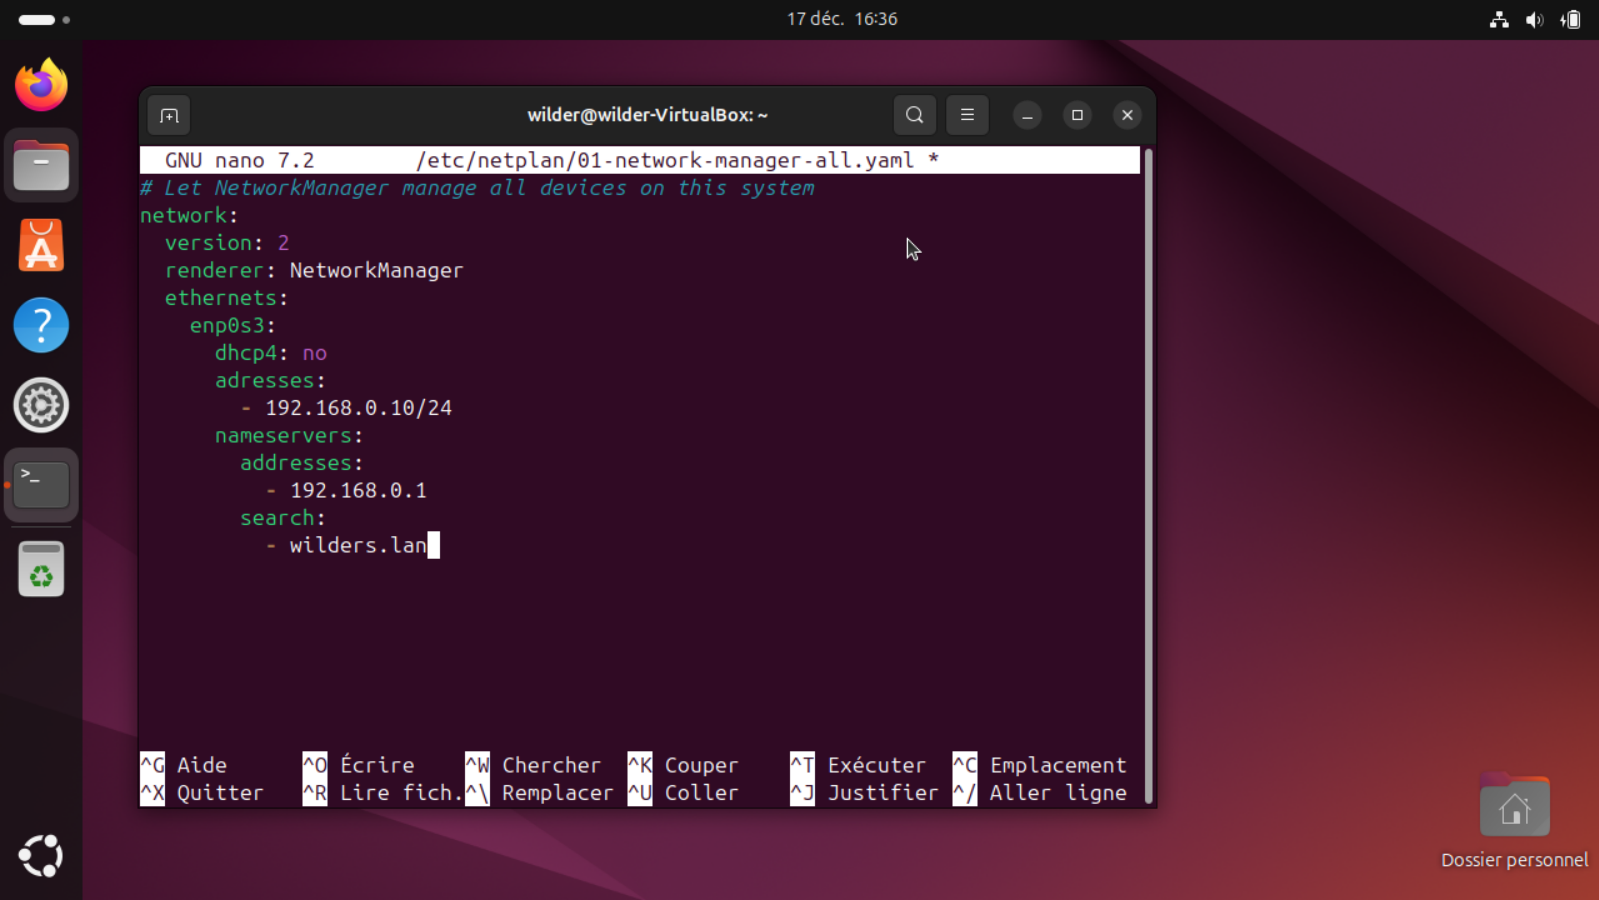 17 déc. 16:36
wilder@wilder-VirtualBox: ~
GNU nano 7.2 /etc/netplan/01-network-manager-all.yaml *
# Let NetworkManager manage all devices on this system
network:
  version: 2
  renderer: NetworkManager
  ethernets:
    enp0s3:
      dhcp4: no
      adresses:
        - 192.168.0.10/24
      nameservers:
        addresses:
          - 192.168.0.1
        search:
          - wilders.lan
^G Aide ^O Écrire ^W Chercher ^K Couper ^T Exécuter ^C Emplacement
^X Quitter ^R Lire fich. ^\ Remplacer ^U Coller ^J Justifier ^/ Aller ligne
Dossier personnel